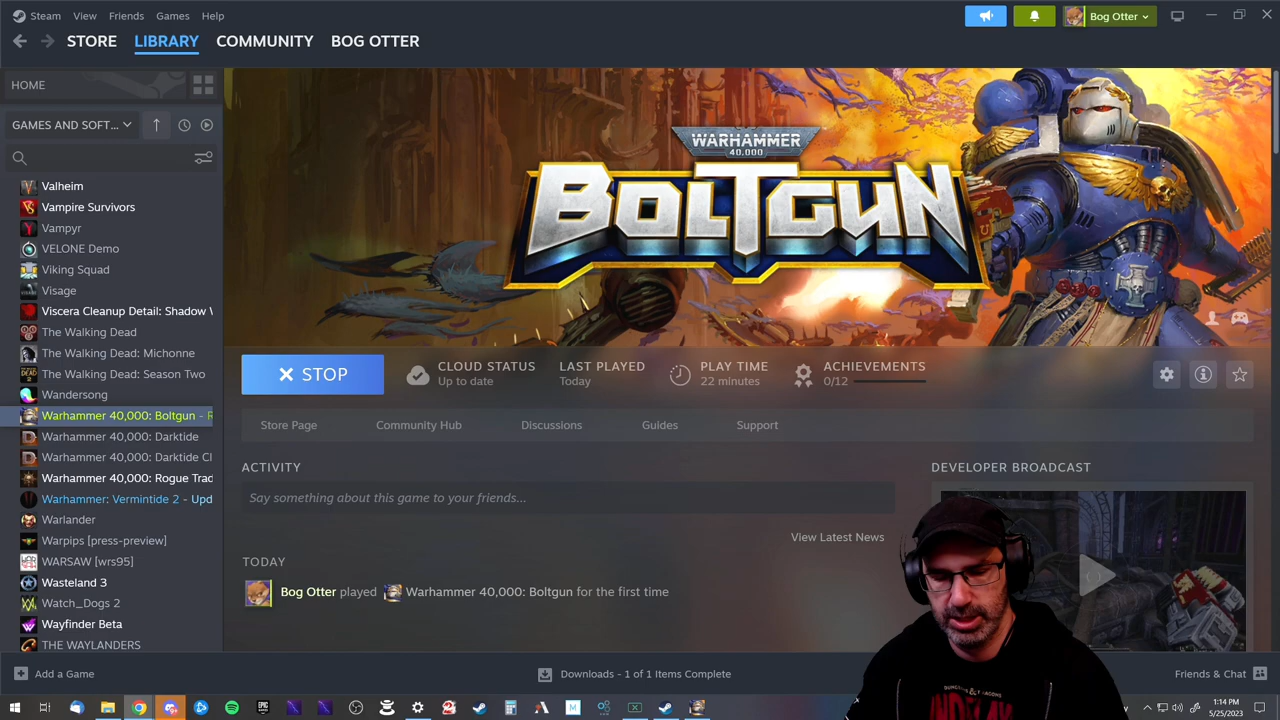 Steam View Friends Games Help
Bog Otter
STORE LIBRARY COMMUNITY BOG OTTER
HOME
GAMES AND SOFT...
Valheim
Vampire Survivors
Vampyr
VELONE Demo
Viking Squad
Visage
Viscera Cleanup Detail: Shadow
The Walking Dead
The Walking Dead: Michonne
The Walking Dead: Season Two
Wandersong
Warhammer 40,000: Boltgun - R
Warhammer 40,000: Darktide
Warhammer 40,000: Darktide Cl
Warhammer 40,000: Rogue Trad
Warhammer: Vermintide 2 - Upd
Warlander
Warpips [press-preview]
WARSAW [wrs95]
Wasteland 3
Watch_Dogs 2
Wayfinder Beta
THE WAYLANDERS
WARHAMMER
40,000
BOLTGUN
STOP
CLOUD STATUS
Up to date
LAST PLAYED
Today
PLAY TIME
22 minutes
ACHIEVEMENTS
0/12
Store Page Community Hub Discussions Guides Support
ACTIVITY
Say something about this game to your friends...
View Latest News
TODAY
Bog Otter played Warhammer 40,000: Boltgun for the first time
DEVELOPER BROADCAST
DUNGEONS & DRAGONS
Add a Game
Downloads - 1 of 1 Items Complete
Friends & Chat
1:14 PM
5/25/2023